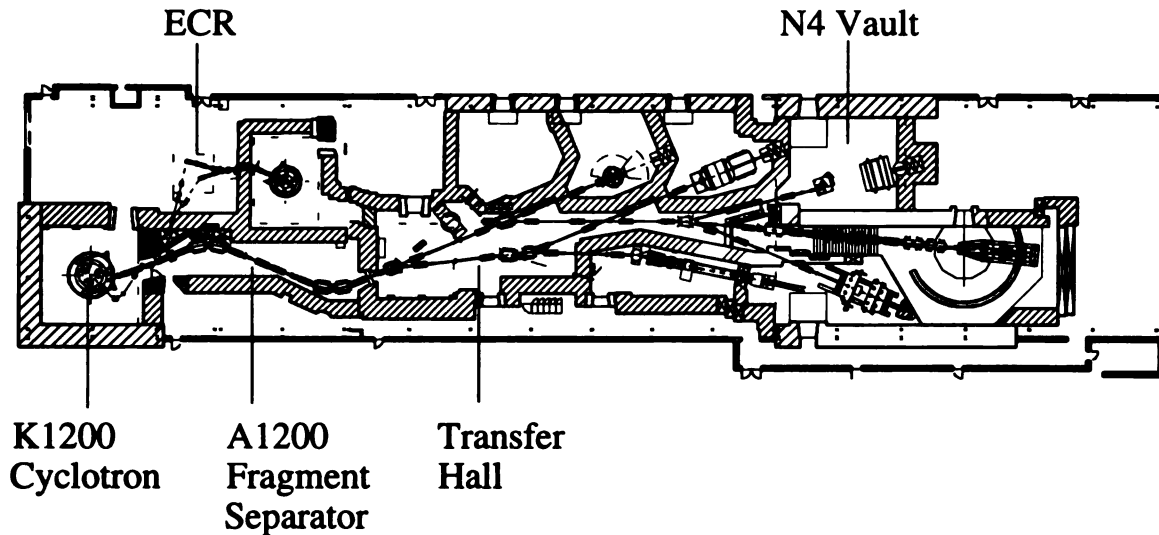 ECR
N4 Vault
K1200
Cyclotron
A1200
Fragment
Separator
Transfer
Hall